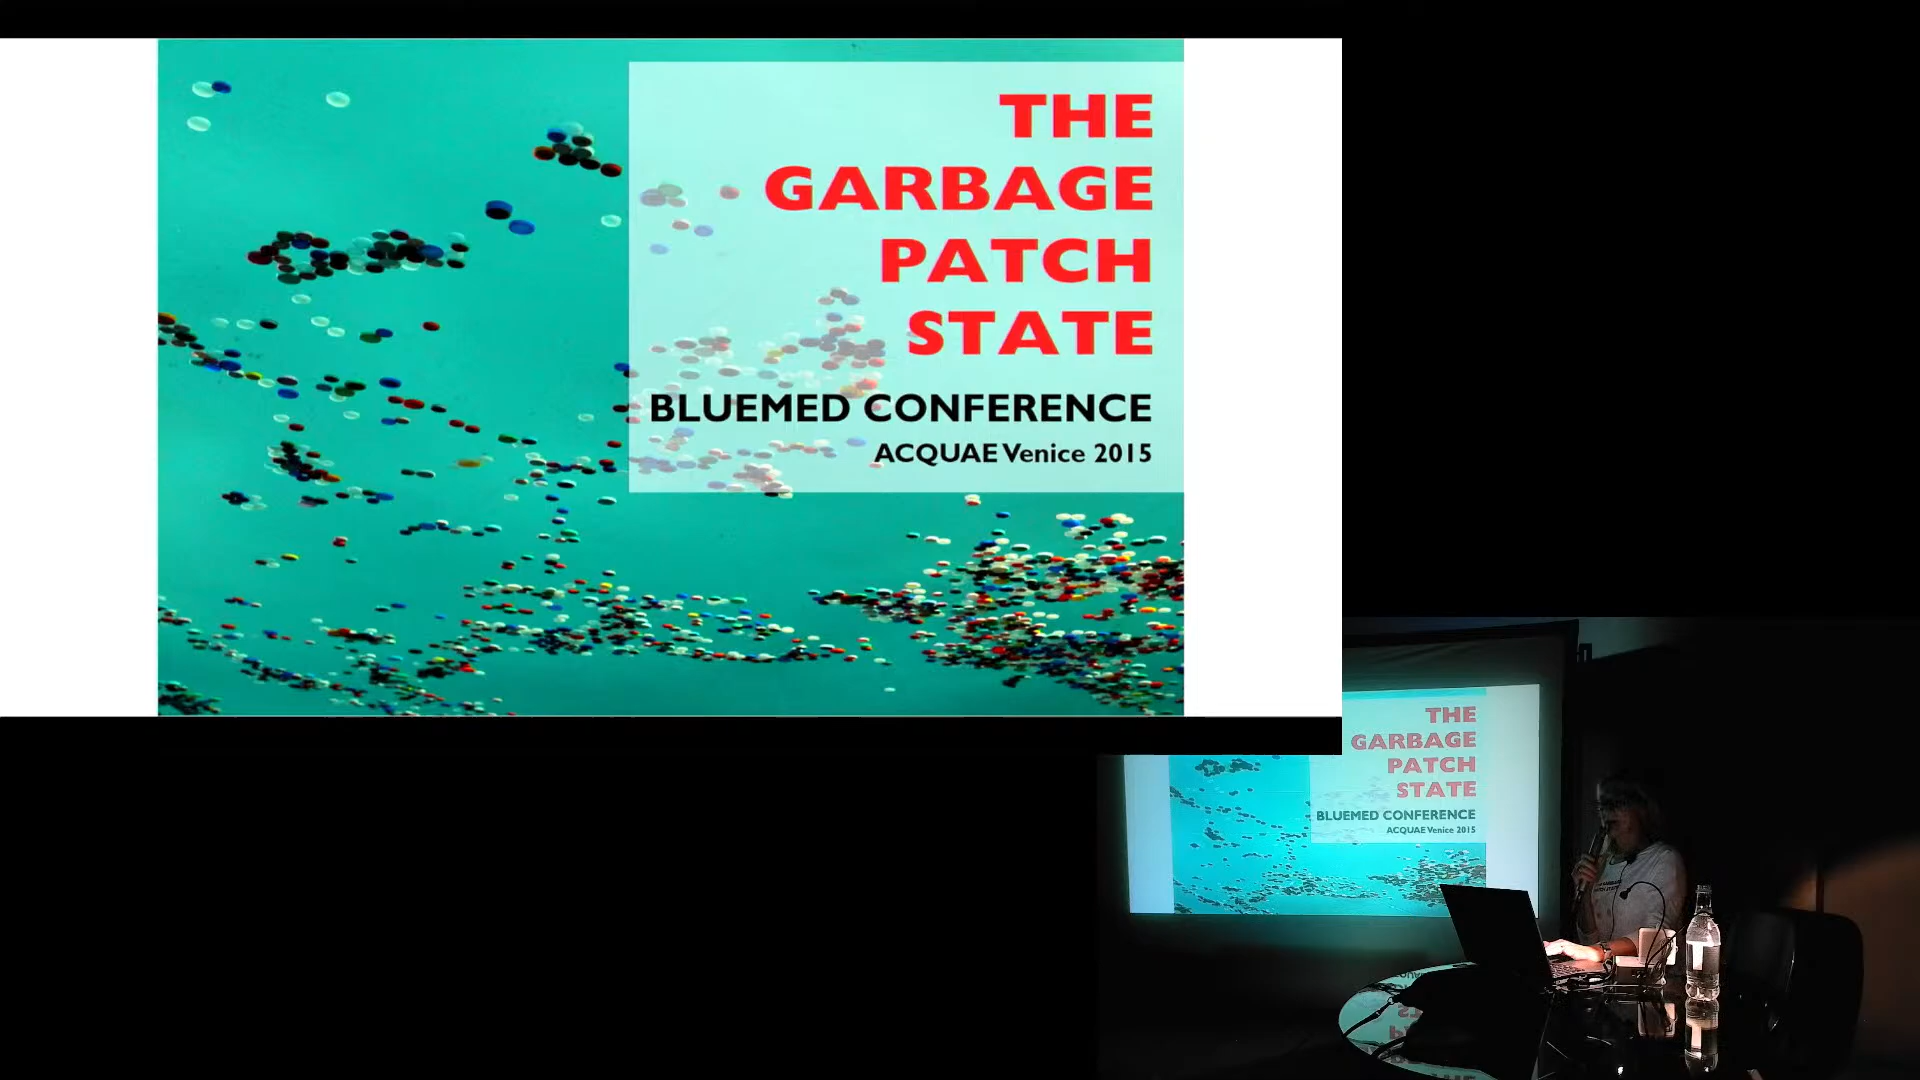 THE
GARBAGE
PATCH
STATE
BLUEMED CONFERENCE
ACQUAE Venice 2015
THE
GARBAGE
PATCH
STATE
BLUEMED CONFERENCE
ACQUAE Venice 2015